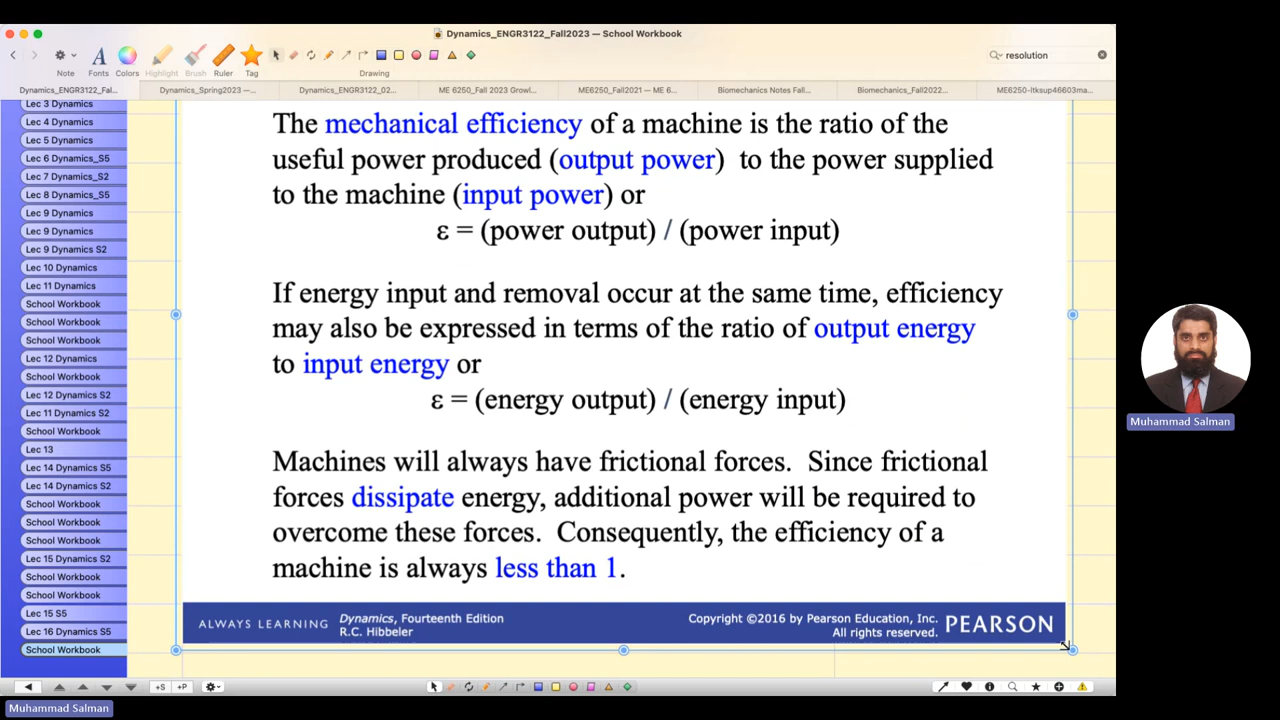 Dynamics_ENGR3122_Fall2023 — School Workbook
resolution
Note Fonts Colors Highlight Brush Ruler Tag Drawing
Dynamics_ENGR3122_Fal... Dynamics_Spring2023 —... Dynamics_ENGR3122_02... ME 6250_Fall 2023 Growl... ME6250_Fall2021 — ME 6... Biomechanics Notes Fall... Biomechanics_Fall2022... ME6250-ltksup46603ma...
Lec 3 Dynamics
Lec 4 Dynamics
Lec 5 Dynamics
Lec 6 Dynamics_S5
Lec 7 Dynamics_S2
Lec 8 Dynamics_S5
Lec 9 Dynamics
Lec 9 Dynamics
Lec 9 Dynamics S2
Lec 10 Dynamics
Lec 11 Dynamics
School Workbook
School Workbook
School Workbook
Lec 12 Dynamics
School Workbook
Lec 12 Dynamics S2
Lec 11 Dynamics S2
School Workbook
Lec 13
Lec 14 Dynamics S5
Lec 14 Dynamics S2
School Workbook
School Workbook
School Workbook
Lec 15 Dynamics S2
School Workbook
School Workbook
Lec 15 S5
Lec 16 Dynamics S5
School Workbook
The mechanical efficiency of a machine is the ratio of the
useful power produced (output power) to the power supplied
to the machine (input power) or
ε = (power output) / (power input)
If energy input and removal occur at the same time, efficiency
may also be expressed in terms of the ratio of output energy
to input energy or
ε = (energy output) / (energy input)
Machines will always have frictional forces. Since frictional
forces dissipate energy, additional power will be required to
overcome these forces. Consequently, the efficiency of a
machine is always less than 1.
ALWAYS LEARNING
Dynamics, Fourteenth Edition
R.C. Hibbeler
Copyright ©2016 by Pearson Education, Inc.
All rights reserved.
PEARSON
+S +P
Muhammad Salman
Muhammad Salman